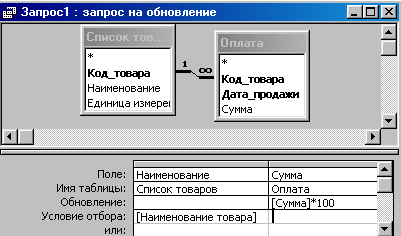 Запрос1 : запрос на обновление
Список тов...
*
Код_товара
Наименование
Единица измерен
1
∞
Оплата
*
Код_товара
Дата_продажи
Сумма
Поле: Наименование Сумма
Имя таблицы: Список товаров Оплата
Обновление: [Сумма]*100
Условие отбора: [Наименование товара]
или: